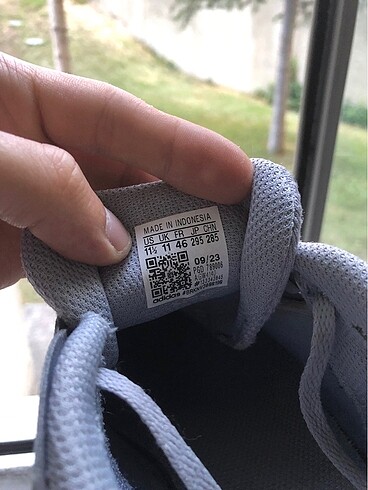 MADE IN INDONESIA
US UK FR JP CHN
11½ 11 46 295 285
09/23
adidas